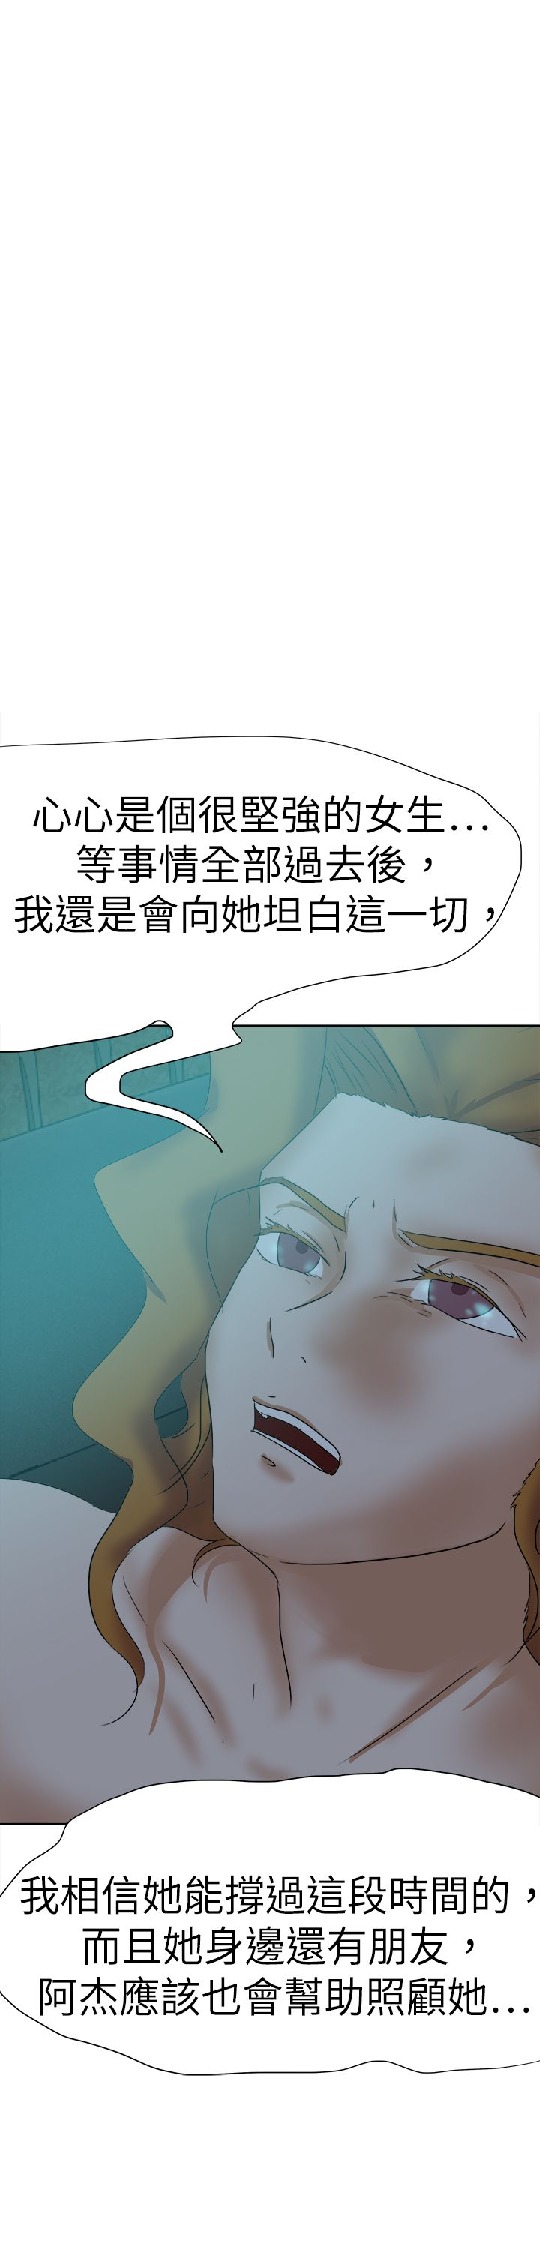 心心是個很堅強的女生...
等事情全部過去後，
我還是會向她坦白這一切，
我相信她能撐過這段時間的，
而且她身邊還有朋友，
阿杰應該也會幫助照顧她...